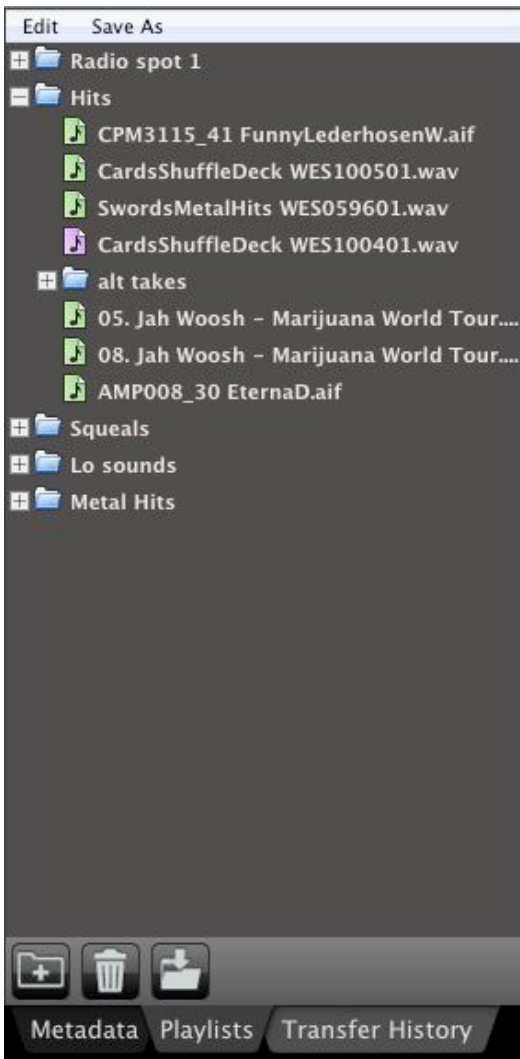 Edit Save As
Radio spot 1
Hits
CPM3115_41 FunnyLederhosenW.aif
CardsShuffleDeck WES100501.wav
SwordsMetalHits WES059601.wav
CardsShuffleDeck WES100401.wav
alt takes
05. Jah Woosh - Marijuana World Tour....
08. Jah Woosh - Marijuana World Tour....
AMP008_30 EternaD.aif
Squeals
Lo sounds
Metal Hits
Metadata Playlists Transfer History